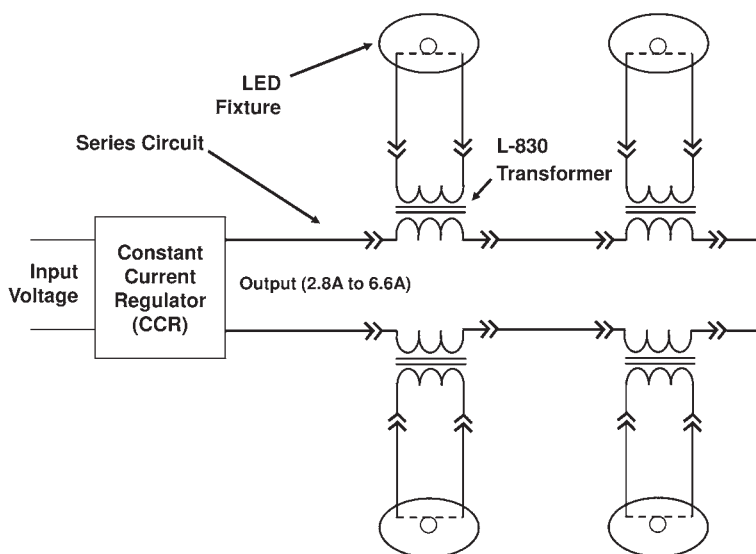 LED
Fixture
Series Circuit
L-830
Transformer
Input
Voltage
Constant
Current
Regulator
(CCR)
Output (2.8A to 6.6A)